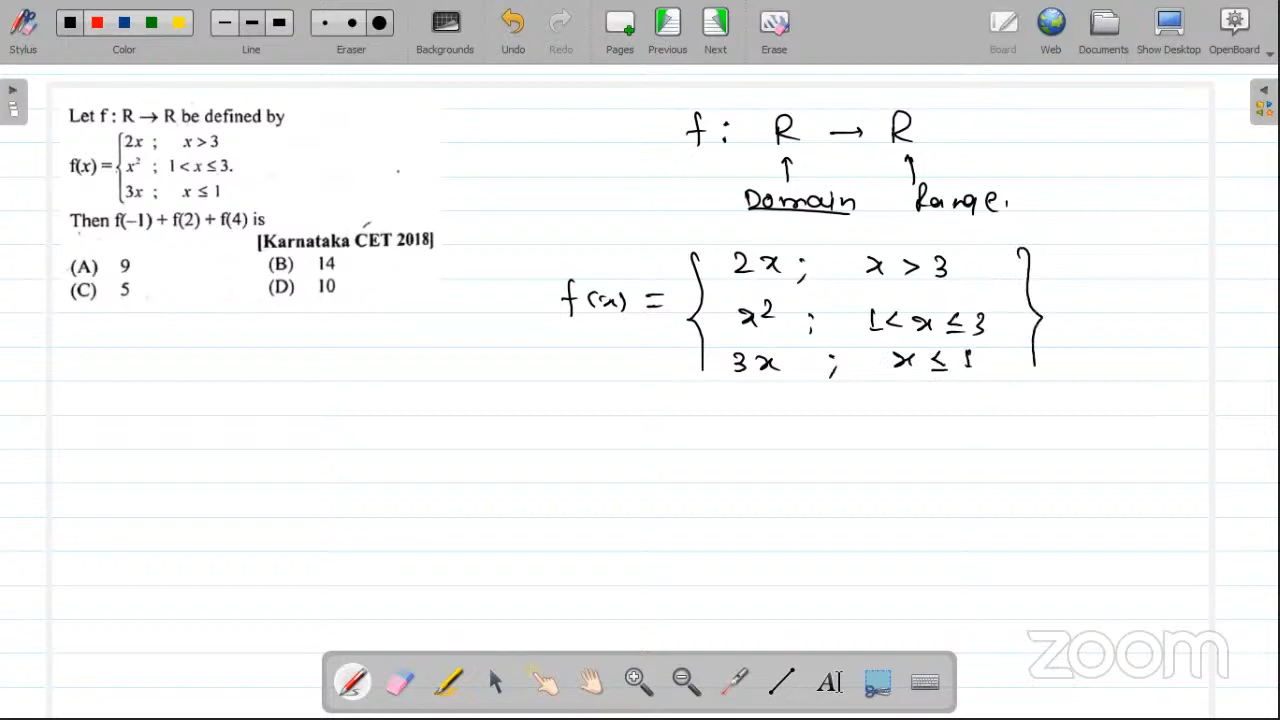 Stylus Color Line Eraser Backgrounds Undo Redo Pages Previous Next Erase Board Web Documents Show Desktop OpenBoard
Let f : R → R be defined by
f(x) = { 2x ; x > 3
x² ; 1 < x ≤ 3.
3x ; x ≤ 1
Then f(–1) + f(2) + f(4) is
[Karnataka CET 2018]
(A) 9 (B) 14
(C) 5 (D) 10
f : R → R
↑ ↑
Domain Range.
f(x) = { 2x ; x > 3
x² ; 1 < x ≤ 3
3x ; x ≤ 1 }
zoom